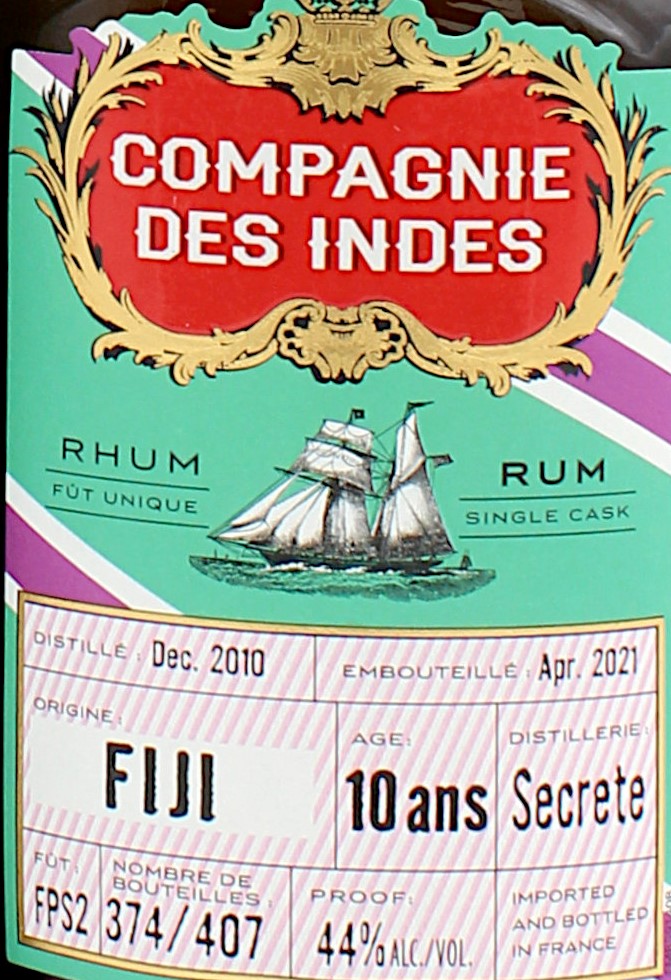 COMPAGNIE
DES INDES
RHUM
FÛT UNIQUE
RUM
SINGLE CASK
DISTILLÉ : Dec. 2010
EMBOUTEILLÉ : Apr. 2021
ORIGINE :
FIJI
AGE:
10 ans
DISTILLERIE:
Secrete
FÛT:
FPS2
NOMBRE DE
BOUTEILLES :
374/407
PROOF:
44% ALC./VOL.
IMPORTED
AND BOTTLED
IN FRANCE